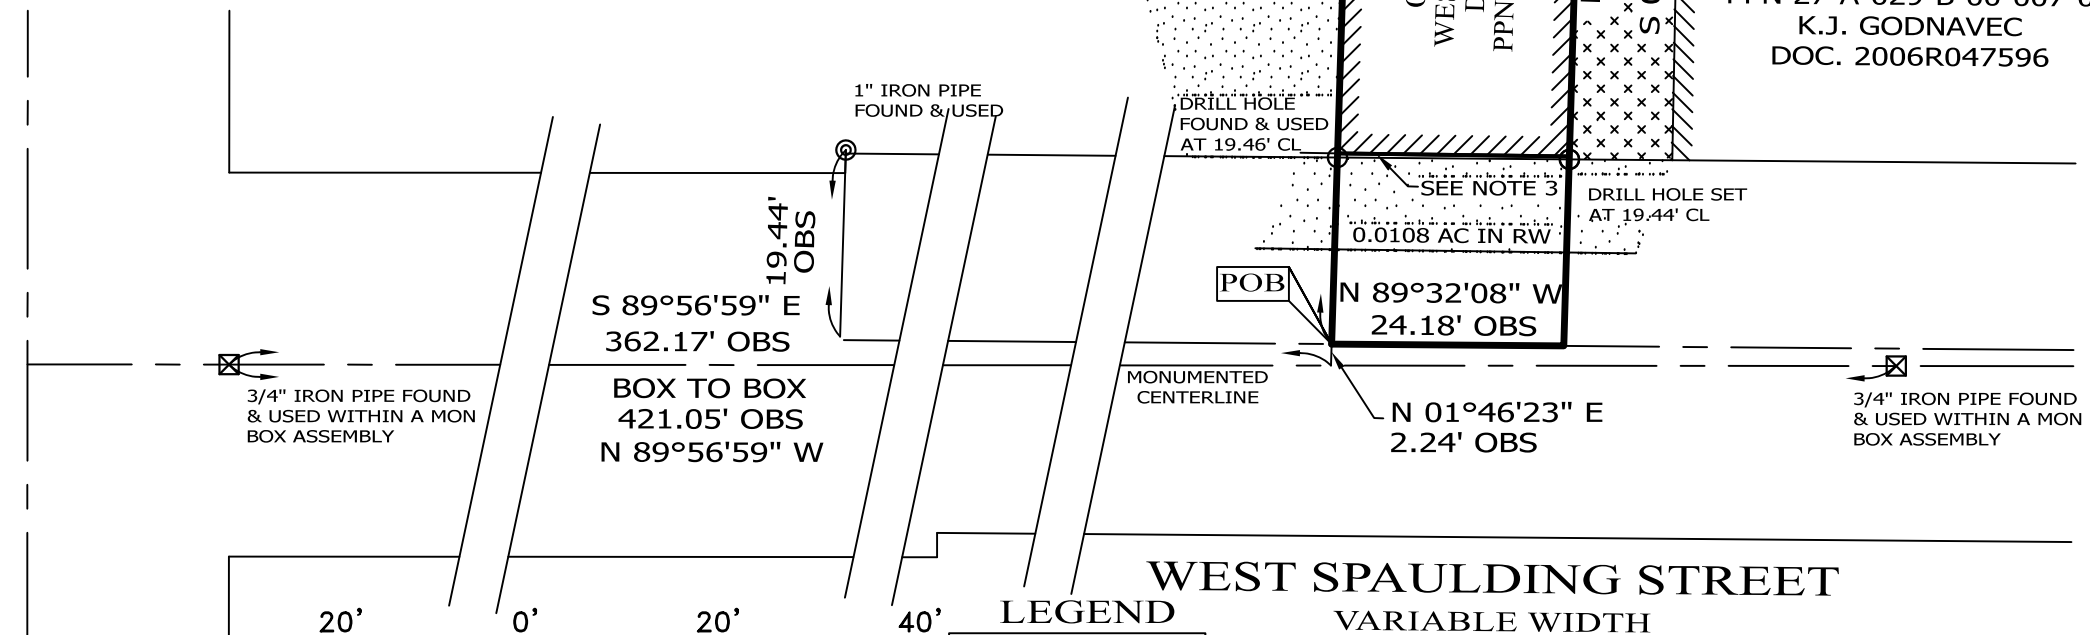 K.J. GODNAVEC
DOC. 2006R047596
WES
PPN
1" IRON PIPE
FOUND & USED
DRILL HOLE
FOUND & USED
AT 19.46' CL
SEE NOTE 3
DRILL HOLE SET
AT 19.44' CL
19.44'
OBS
0.0108 AC IN RW
POB
N 89°32'08" W
24.18' OBS
S 89°56'59" E
362.17' OBS
BOX TO BOX
421.05' OBS
N 89°56'59" W
3/4" IRON PIPE FOUND
& USED WITHIN A MON
BOX ASSEMBLY
MONUMENTED
CENTERLINE
N 01°46'23" E
2.24' OBS
3/4" IRON PIPE FOUND
& USED WITHIN A MON
BOX ASSEMBLY
WEST SPAULDING STREET
VARIABLE WIDTH
20' 0' 20' 40'
LEGEND